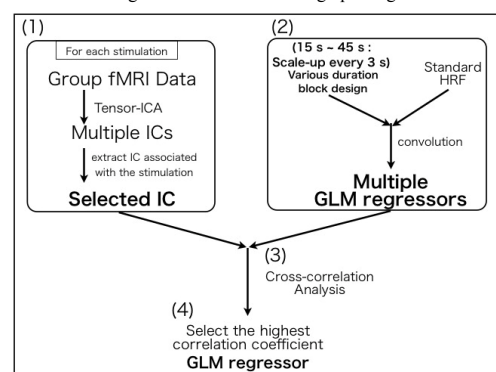 (1)
For each stimulation
Group fMRI Data
Tensor-ICA
Multiple ICs
extract IC associated
with the stimulation
Selected IC
(2)
(15 s ~ 45 s :
Scale-up every 3 s)
Various duration
block design
Standard
HRF
convolution
Multiple
GLM regressors
(3)
Cross-correlation
Analysis
(4)
Select the highest
correlation coefficient
GLM regressor